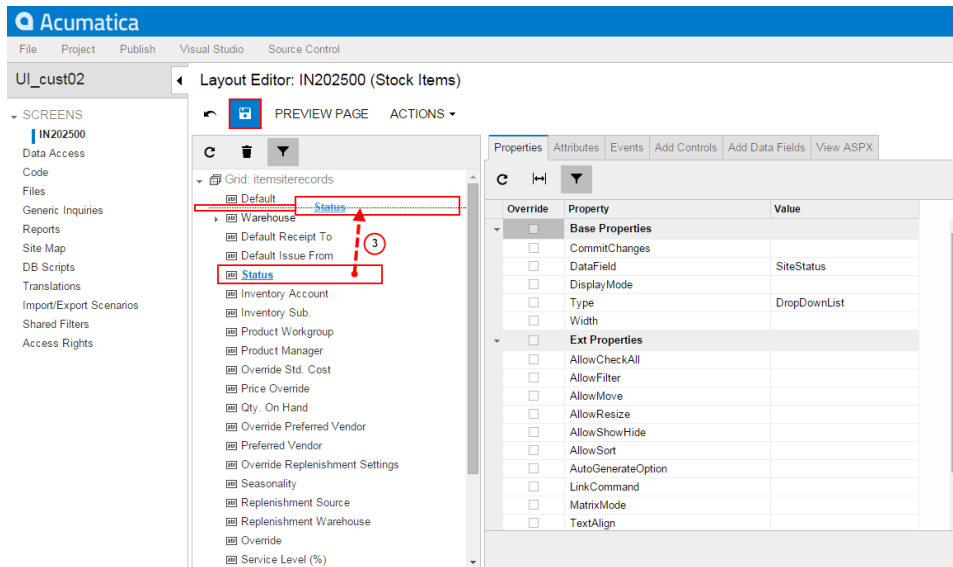 Acumatica
File Project Publish Visual Studio Source Control
UI_cust02
Layout Editor: IN202500 (Stock Items)
PREVIEW PAGE ACTIONS
SCREENS
IN202500
Data Access
Code
Files
Generic Inquiries
Reports
Site Map
DB Scripts
Translations
Import/Export Scenarios
Shared Filters
Access Rights
Grid: itemsiterecords
Default
Status
Warehouse
Default Receipt To
3
Default Issue From
Status
Inventory Account
Inventory Sub.
Product Workgroup
Product Manager
Override Std. Cost
Price Override
Qty. On Hand
Override Preferred Vendor
Preferred Vendor
Override Replenishment Settings
Seasonality
Replenishment Source
Replenishment Warehouse
Override
Service Level (%)
Properties Attributes Events Add Controls Add Data Fields View ASPX
Override Property Value
Base Properties
CommitChanges
DataField SiteStatus
DisplayMode
Type DropDownList
Width
Ext Properties
AllowCheckAll
AllowFilter
AllowMove
AllowResize
AllowShowHide
AllowSort
AutoGenerateOption
LinkCommand
MatrixMode
TextAlign